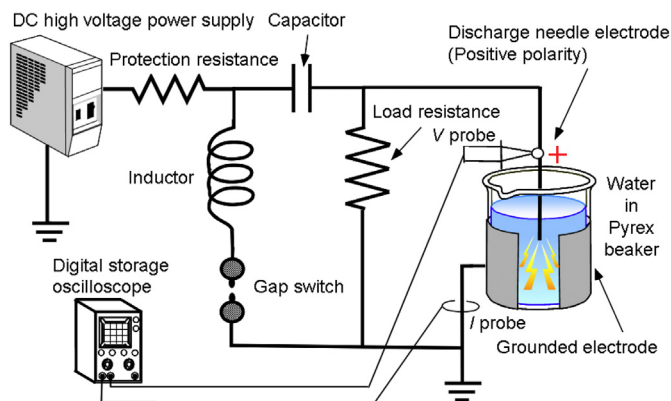 DC high voltage power supply
Capacitor
Discharge needle electrode
(Positive polarity)
Protection resistance
Load resistance
V probe
+
Inductor
Water
in
Pyrex
beaker
Digital storage
oscilloscope
Gap switch
I probe
Grounded electrode